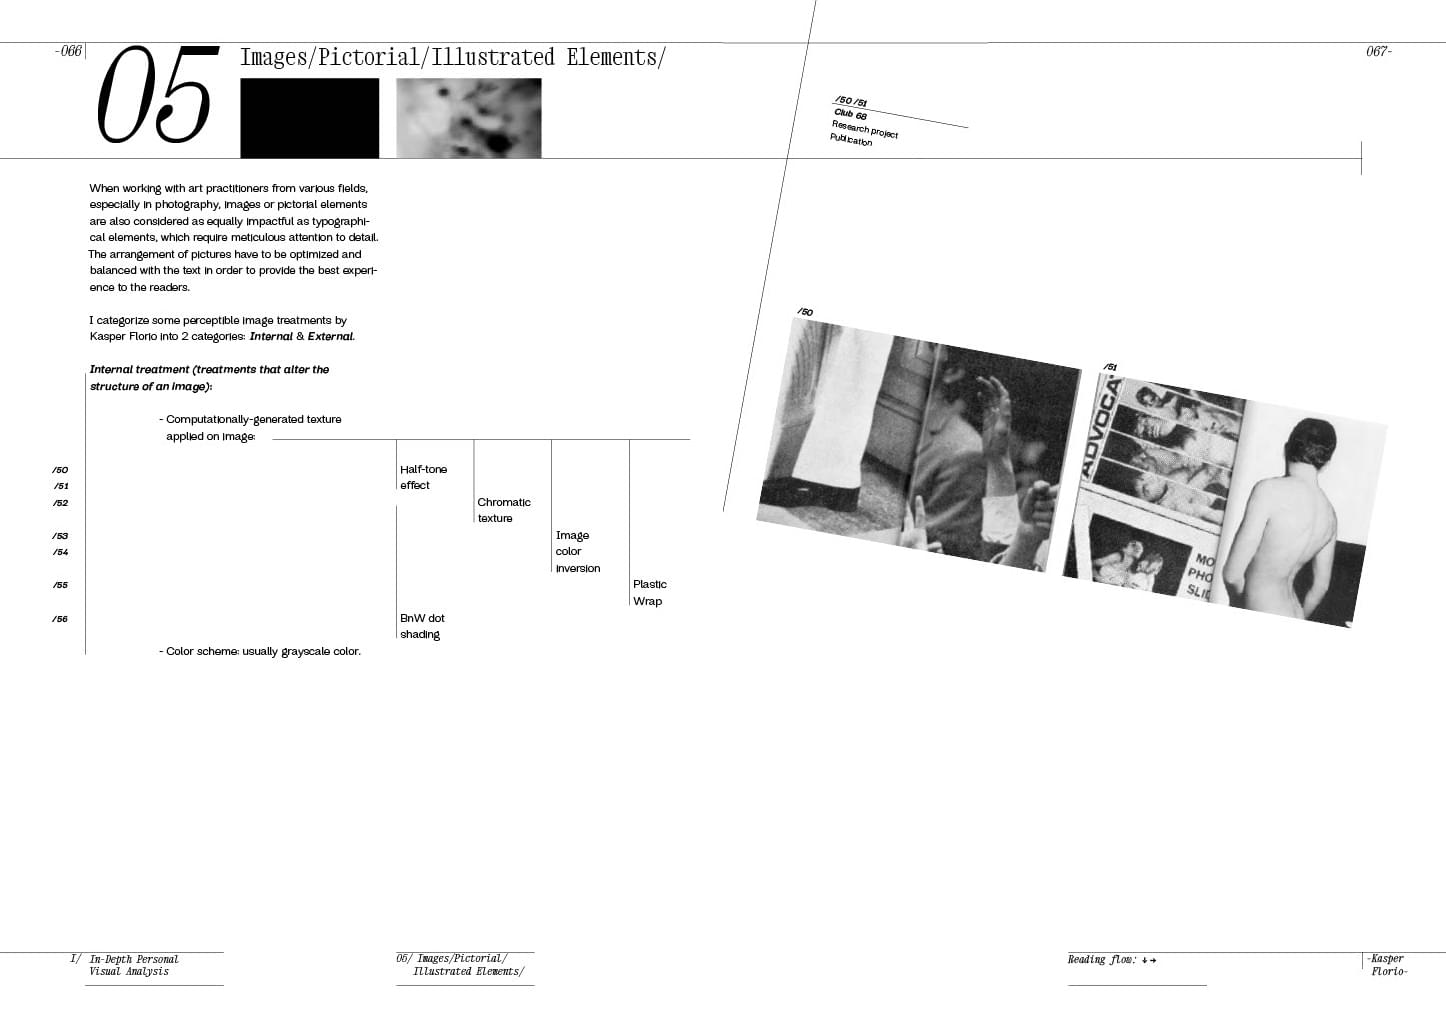 -066
05
Images/Pictorial/Illustrated Elements/
067-
/50 /51
Club 68
Research project
Publication
When working with art practitioners from various fields,
especially in photography, images or pictorial elements
are also considered as equally impactful as typographi-
cal elements, which require meticulous attention to detail.
The arrangement of pictures have to be optimized and
balanced with the text in order to provide the best experi-
ence to the readers.
I categorize some perceptible image treatments by
Kasper Florio into 2 categories: Internal & External.
Internal treatment (treatments that alter the
structure of an image):
- Computationally-generated texture
applied on image:
/50
/51
/52
/53
/54
/55
/56
Half-tone
effect
Chromatic
texture
Image
color
inversion
Plastic
Wrap
BnW dot
shading
- Color scheme: usually grayscale color.
/50
/51
ADVOCA
MO
PHO
SLID
I/ In-Depth Personal
Visual Analysis
05/ Images/Pictorial/
Illustrated Elements/
Reading flow: ↓→
-Kasper
Florio-